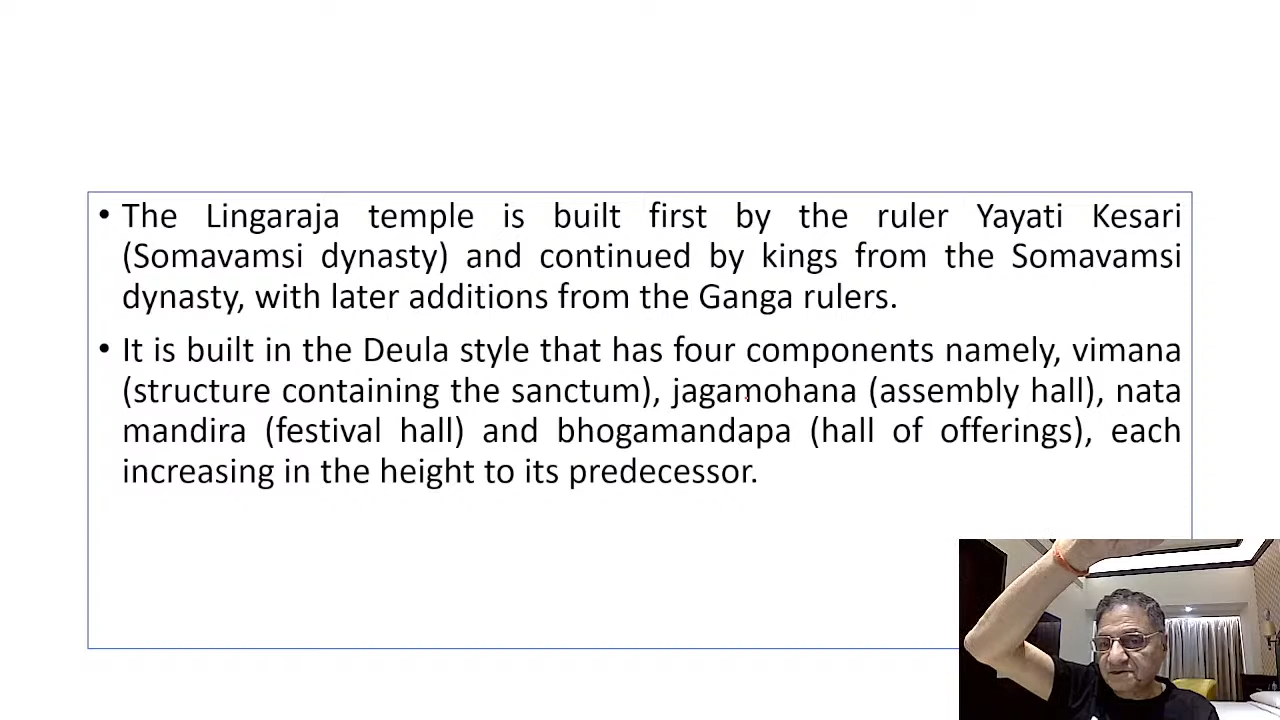 • The Lingaraja temple is built first by the ruler Yayati Kesari
(Somavamsi dynasty) and continued by kings from the Somavamsi
dynasty, with later additions from the Ganga rulers.
• It is built in the Deula style that has four components namely, vimana
(structure containing the sanctum), jagamohana (assembly hall), nata
mandira (festival hall) and bhogamandapa (hall of offerings), each
increasing in the height to its predecessor.